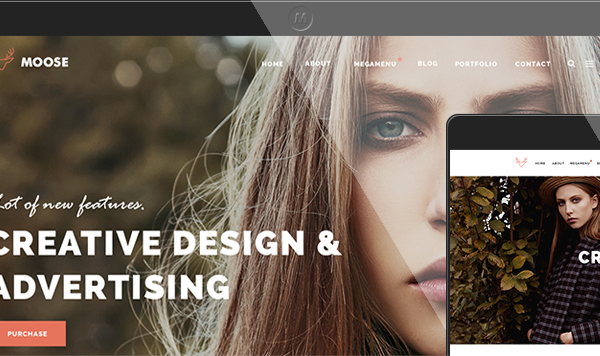 M
MOOSE
HOME ABOUT MEGAMENU BLOG PORTFOLIO CONTACT
HOME ABOUT MEGAMENU
Lot of new features.
CREATIVE DESIGN &
ADVERTISING
CR
PURCHASE